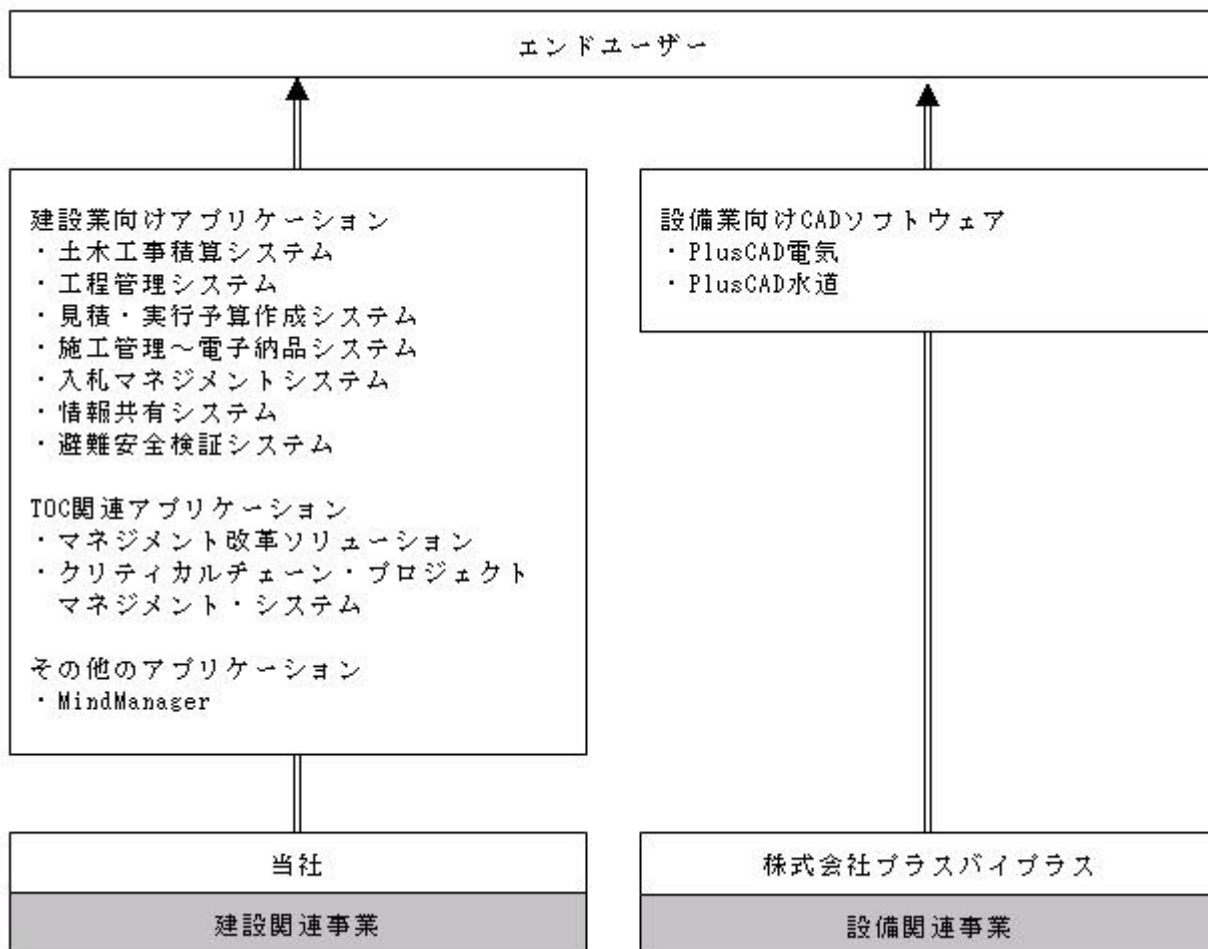 エンドユーザー
建設業向けアプリケーション
・土木工事積算システム
・工程管理システム
・見積・実行予算作成システム
・施工管理～電子納品システム
・入札マネジメントシステム
・情報共有システム
・避難安全検証システム
TOC関連アプリケーション
・マネジメント改革ソリューション
・クリティカルチェーン・プロジェクト
マネジメント・システム
その他のアプリケーション
・MindManager
当社
建設関連事業
設備業向けCADソフトウェア
・PlusCAD電気
・PlusCAD水道
株式会社プラスバイプラス
設備関連事業